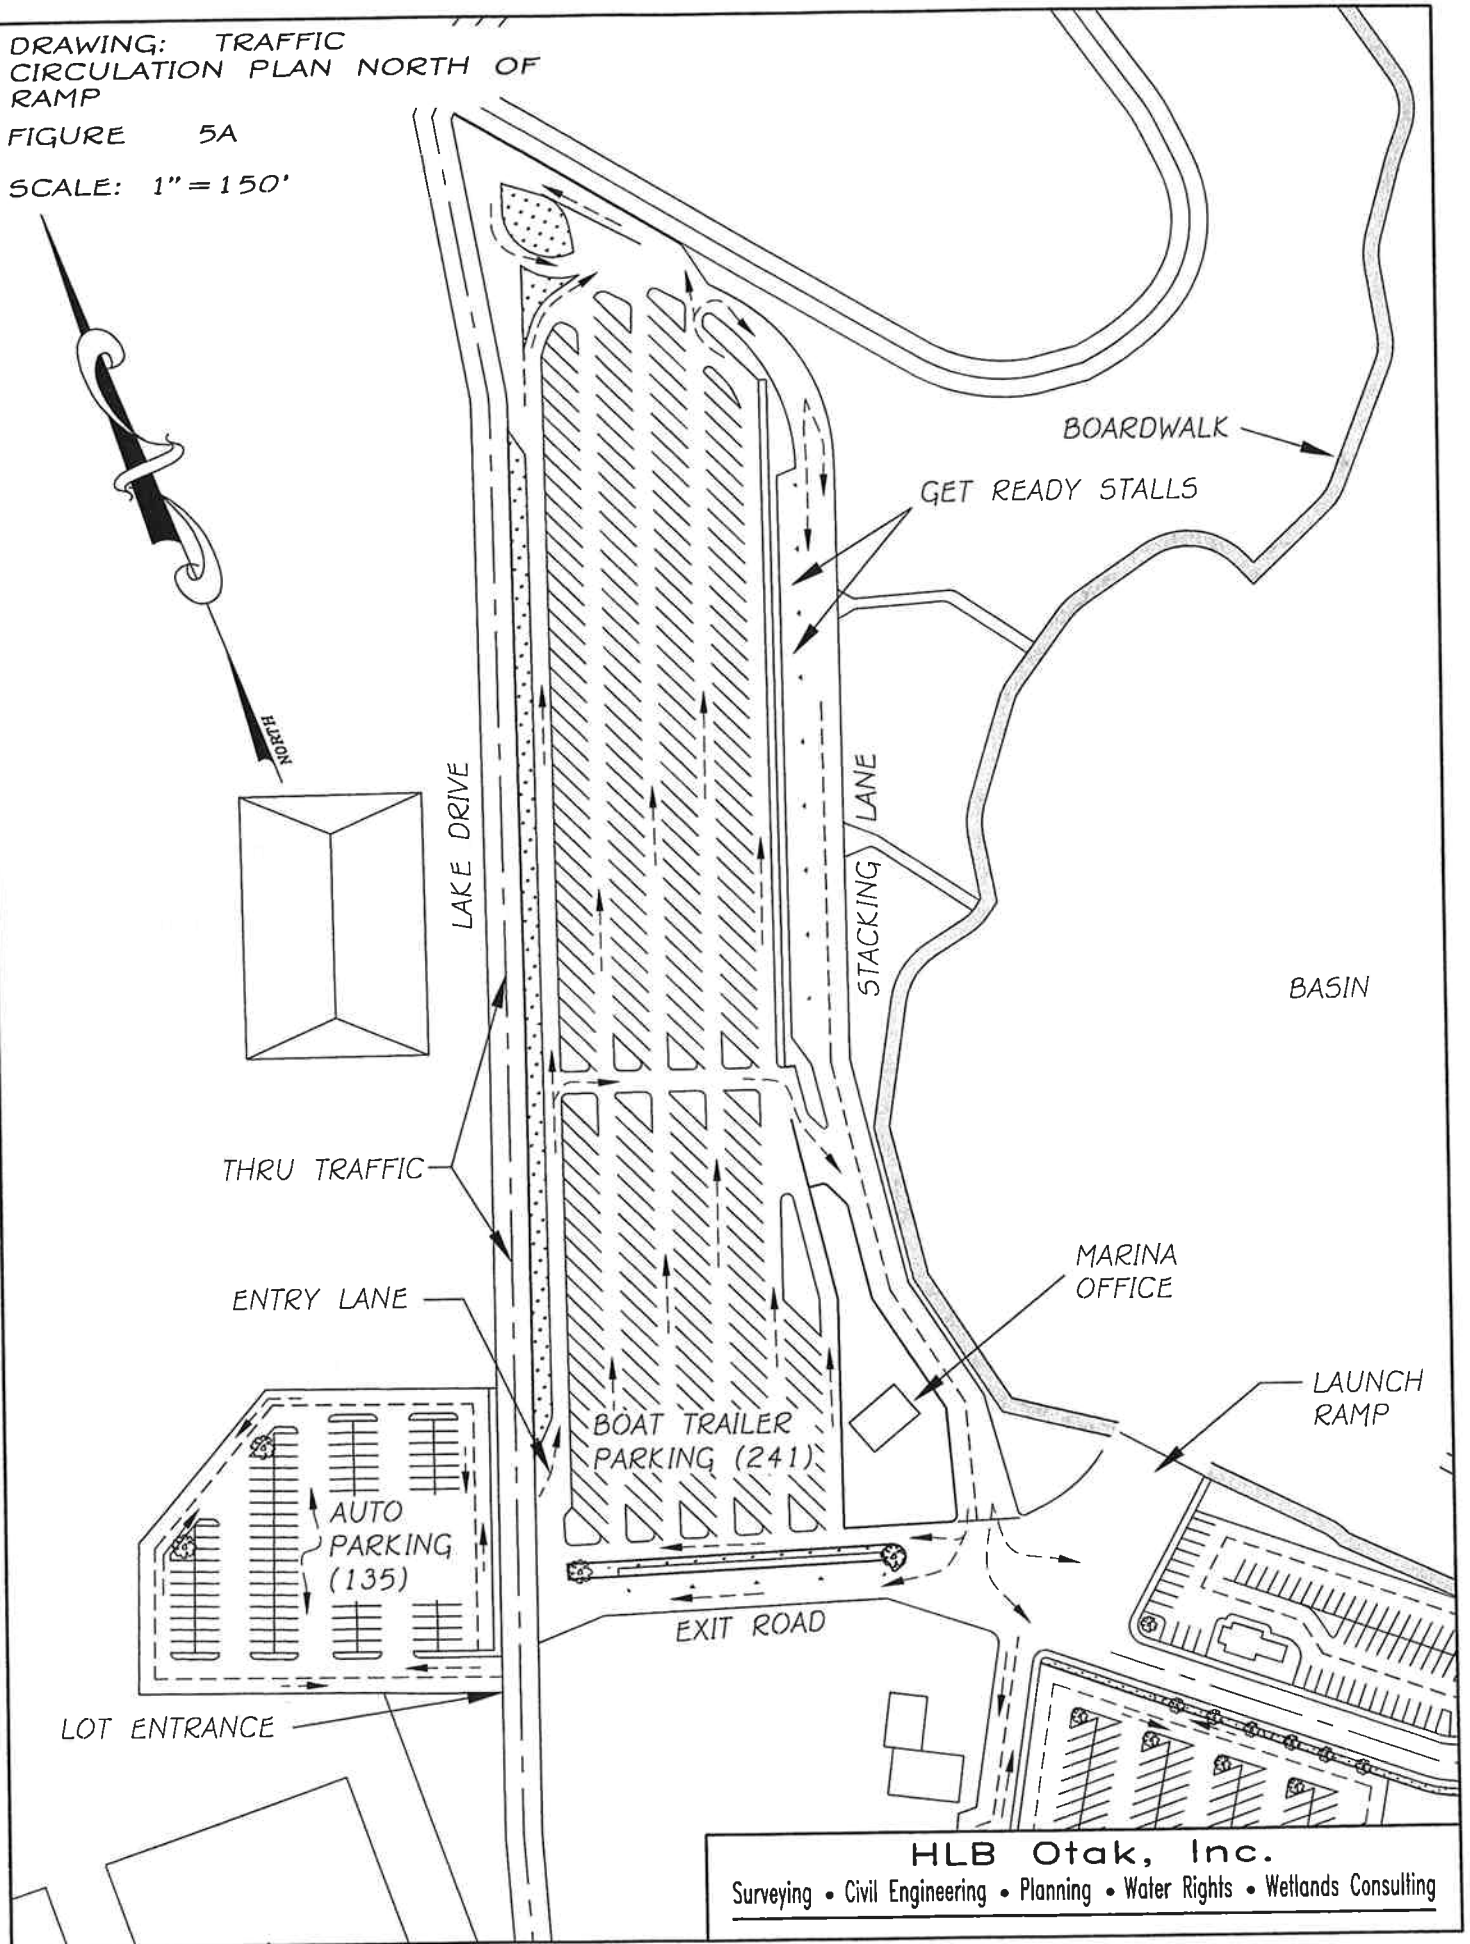 DRAWING: TRAFFIC
CIRCULATION PLAN NORTH OF
RAMP
FIGURE 5A
SCALE: 1"=150'
NORTH
BOARDWALK
GET READY STALLS
LAKE DRIVE
STACKING LANE
BASIN
THRU TRAFFIC
ENTRY LANE
MARINA
OFFICE
LAUNCH
RAMP
BOAT TRAILER
PARKING (241)
AUTO
PARKING
(135)
EXIT ROAD
LOT ENTRANCE
HLB Otak, Inc.
Surveying • Civil Engineering • Planning • Water Rights • Wetlands Consulting